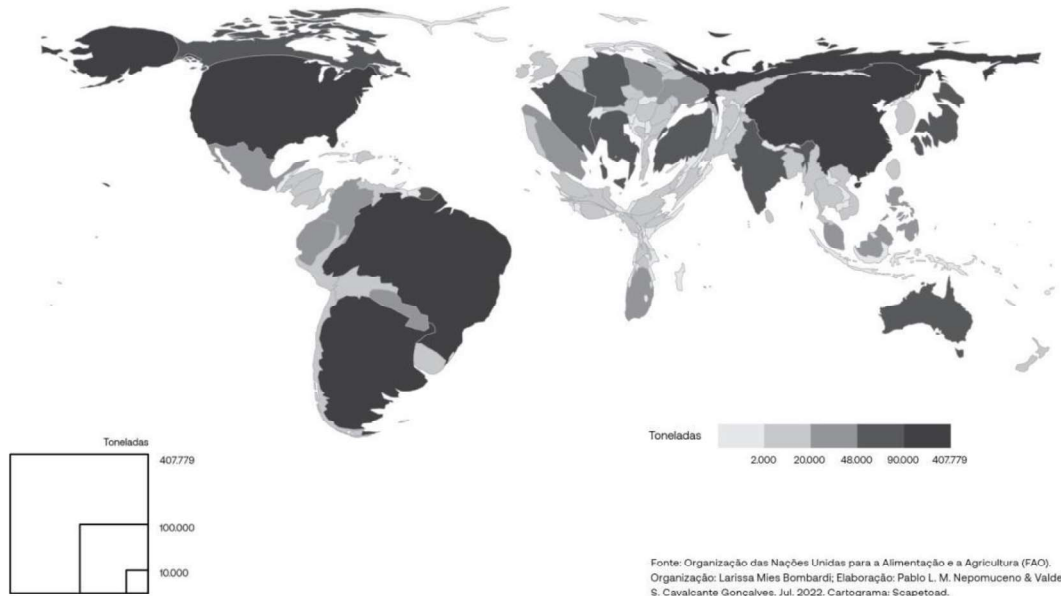 Toneladas
407.779
100.000
10.000
Toneladas
2.000 20.000 48.000 90.000 407.779
Fonte: Organização das Nações Unidas para a Alimentação e a Agricultura (FAO).
Organização: Larissa Mies Bombardi; Elaboração: Pablo L. M. Nepomuceno & Valde
S. Cavalcante Gonçalves. Jul. 2022. Cartograma: Scapetoad.